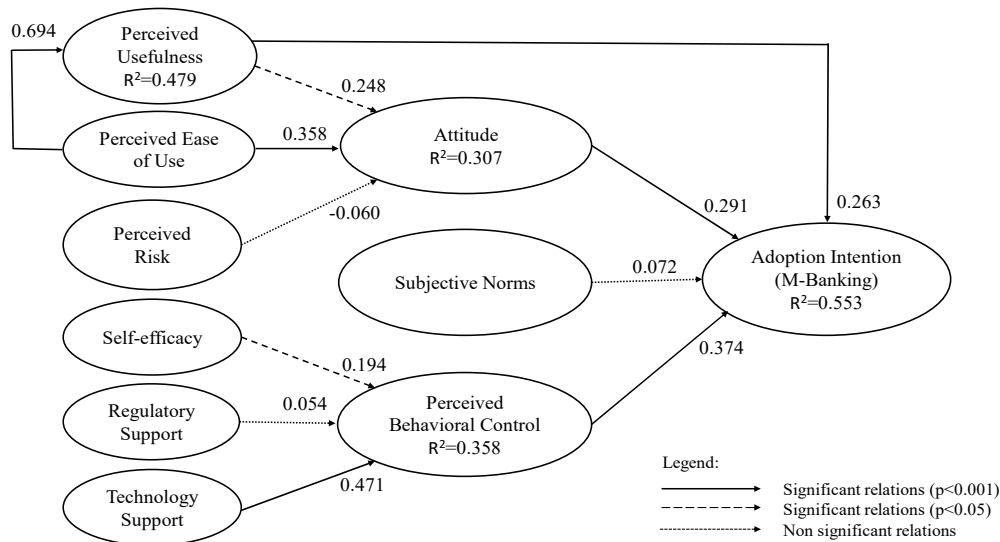 0.694
Perceived
Usefulness
R²=0.479
0.248
Perceived Ease
of Use
0.358
Attitude
R²=0.307
-0.060
Perceived
Risk
0.291
0.263
Subjective Norms
0.072
Adoption Intention
(M-Banking)
R²=0.553
Self-efficacy
0.194
0.374
Regulatory
Support
0.054
Perceived
Behavioral Control
R²=0.358
Technology
Support
0.471
Legend:
Significant relations (p<0.001)
Significant relations (p<0.05)
Non significant relations